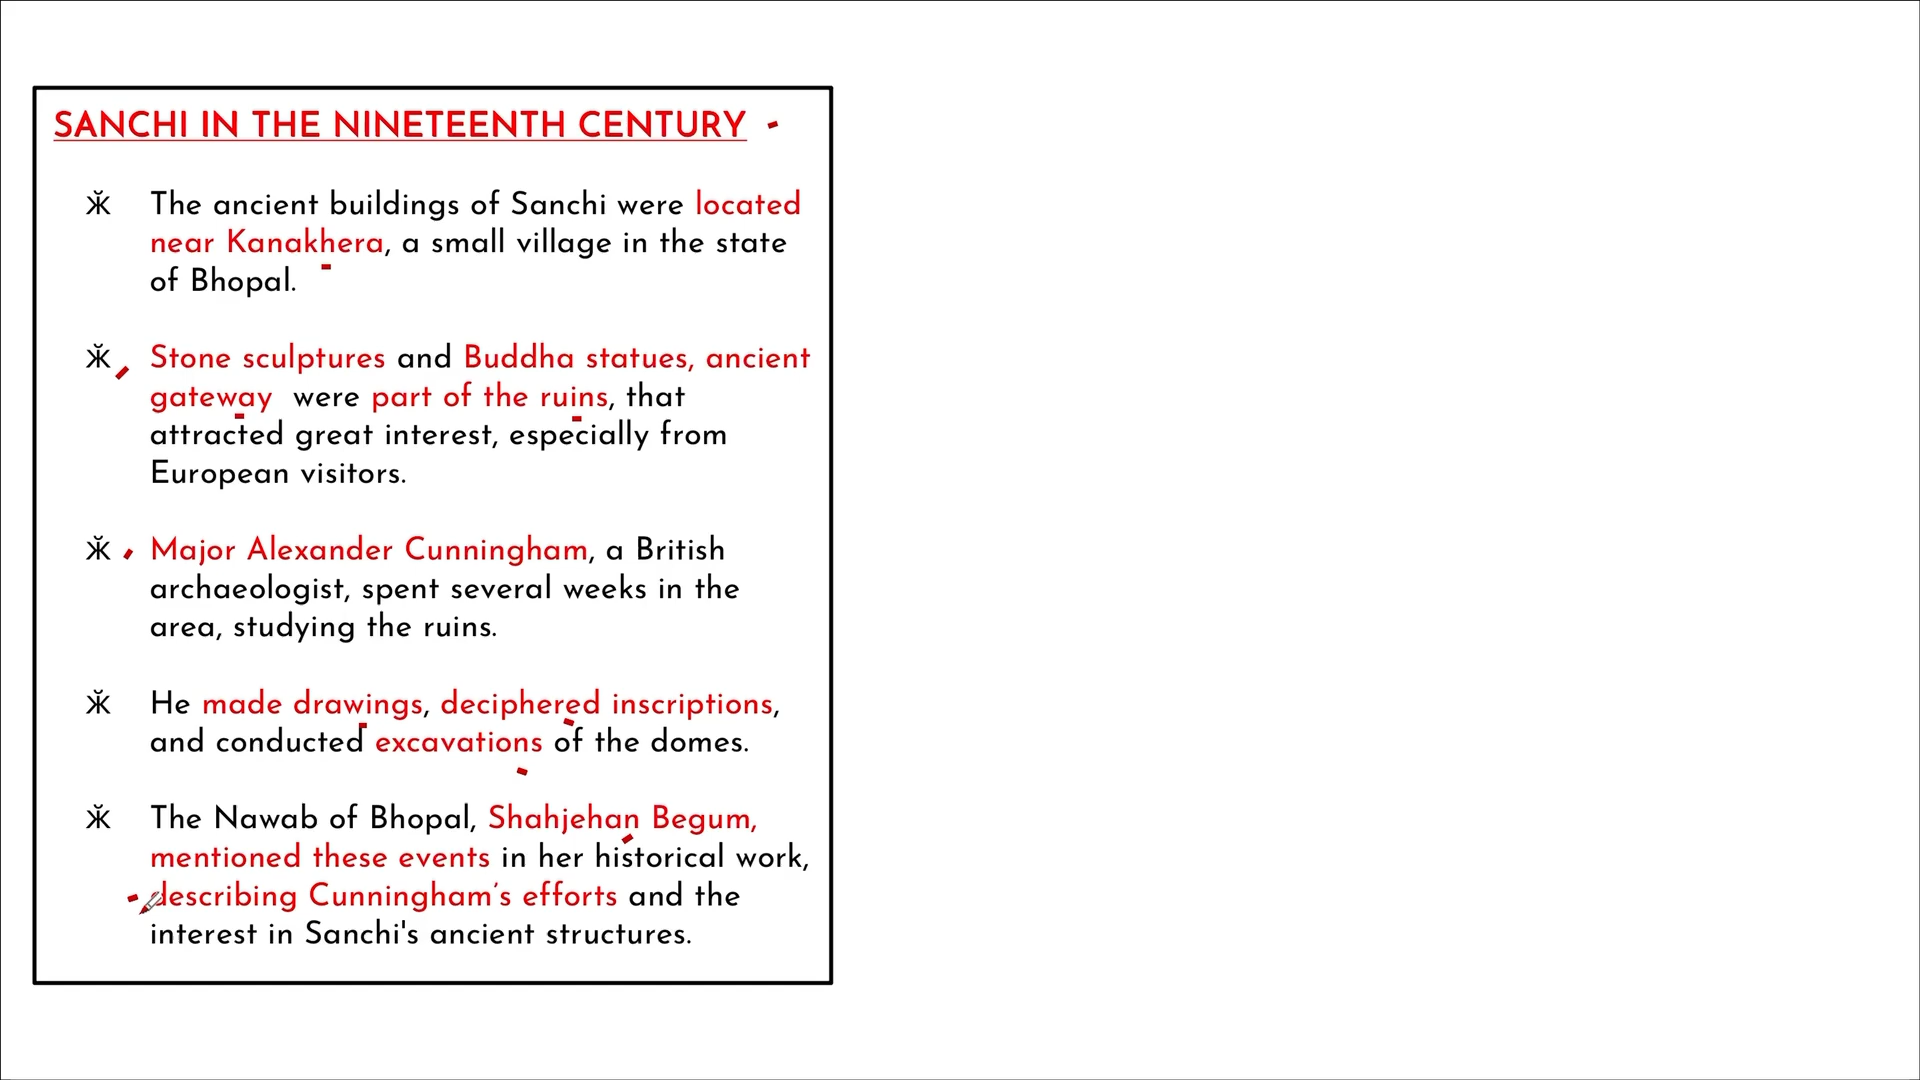 SANCHI IN THE NINETEENTH CENTURY
ӂ The ancient buildings of Sanchi were located
near Kanakhera, a small village in the state
of Bhopal.
ӂ Stone sculptures and Buddha statues, ancient
gateway were part of the ruins, that
attracted great interest, especially from
European visitors.
ӂ Major Alexander Cunningham, a British
archaeologist, spent several weeks in the
area, studying the ruins.
ӂ He made drawings, deciphered inscriptions,
and conducted excavations of the domes.
ӂ The Nawab of Bhopal, Shahjehan Begum,
mentioned these events in her historical work,
describing Cunningham’s efforts and the
interest in Sanchi's ancient structures.